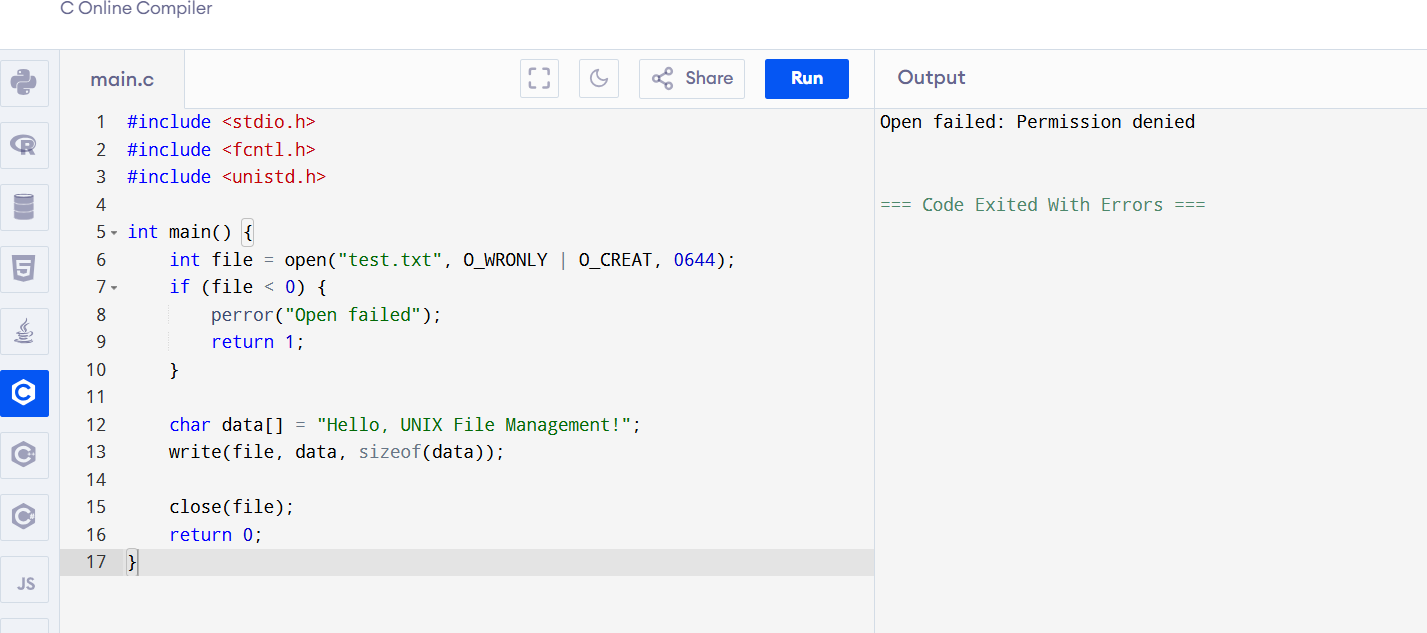 C Online Compiler
main.c
Share
Run
Output
1 #include <stdio.h>
2 #include <fcntl.h>
3 #include <unistd.h>
4
5 int main() {
6     int file = open("test.txt", O_WRONLY | O_CREAT, 0644);
7     if (file < 0) {
8         perror("Open failed");
9         return 1;
10     }
11
12     char data[] = "Hello, UNIX File Management!";
13     write(file, data, sizeof(data));
14
15     close(file);
16     return 0;
17 }
Open failed: Permission denied
=== Code Exited With Errors ===
R
5
C
C
C
JS